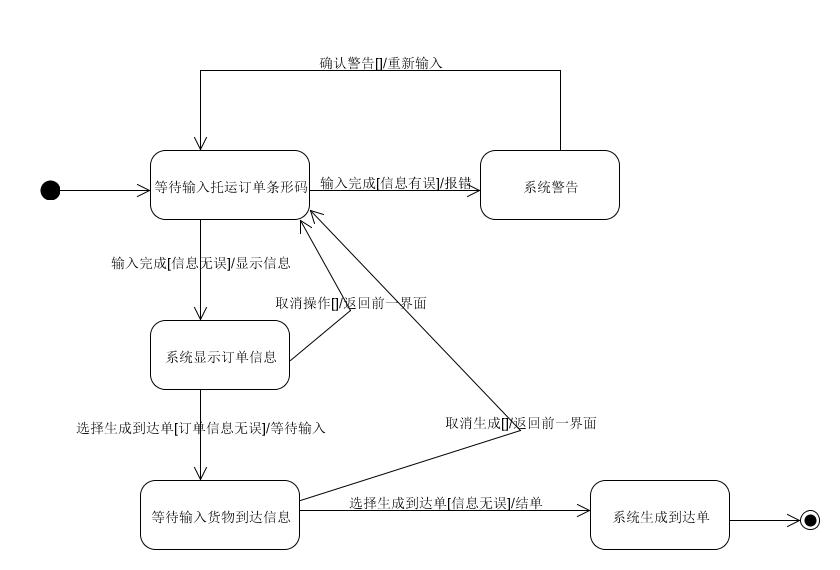 确认警告[]/重新输入
等待输入托运订单条形码
输入完成[信息有误]/报错
系统警告
输入完成[信息无误]/显示信息
取消操作[]/返回前一界面
系统显示订单信息
选择生成到达单[订单信息无误]/等待输入
取消生成[]/返回前一界面
选择生成到达单[信息无误]/结单
等待输入货物到达信息
系统生成到达单